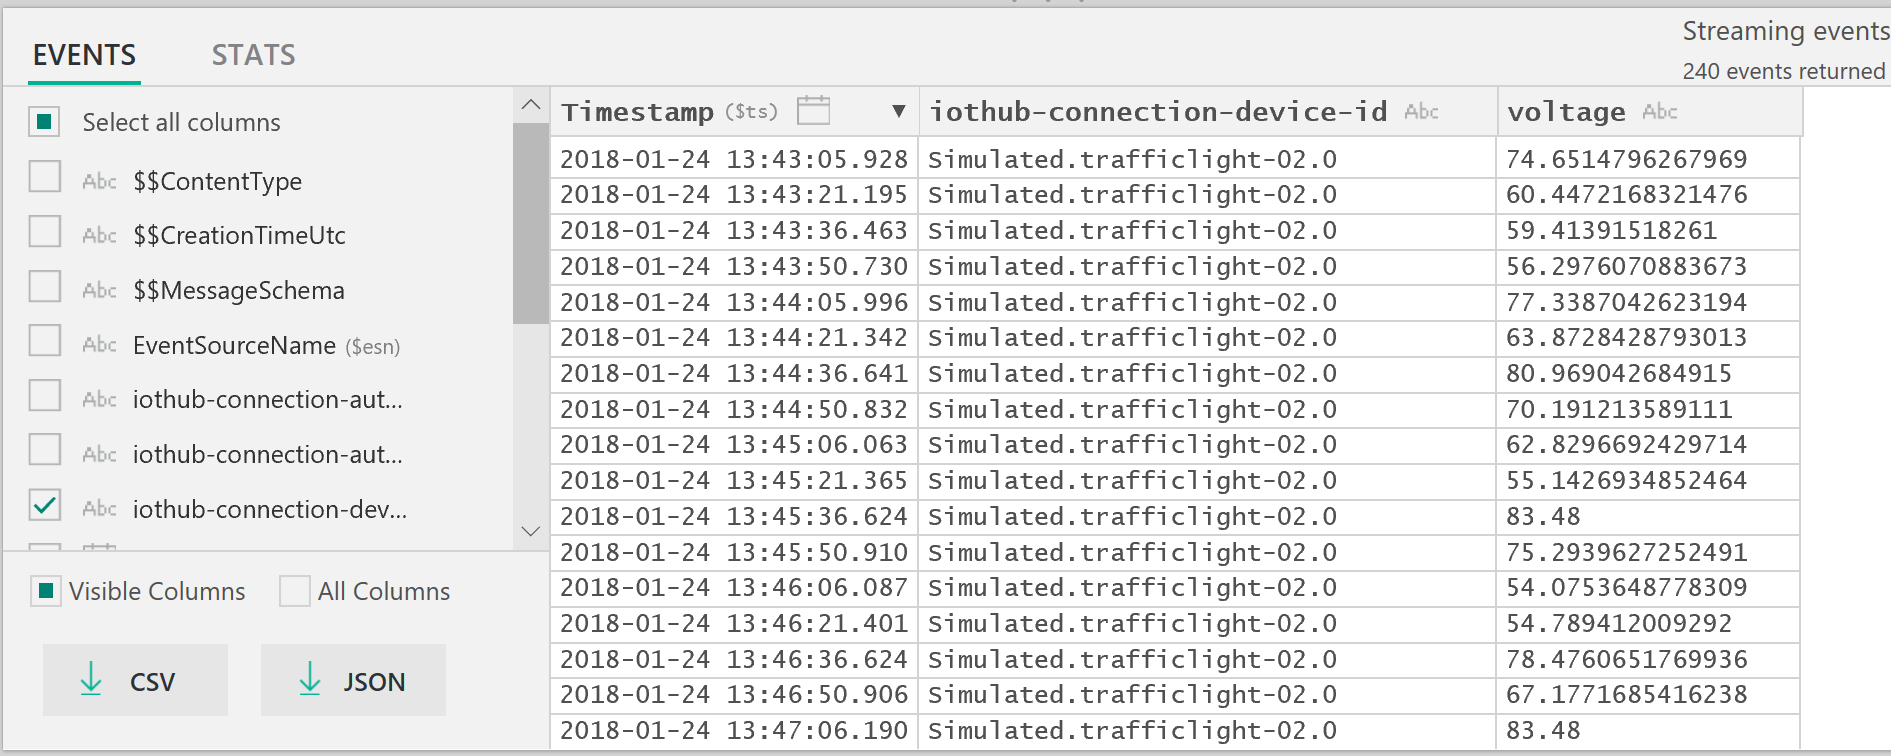 EVENTS STATS
Streaming events
240 events returned
Select all columns
Abc $$ContentType
Abc $$CreationTimeUtc
Abc $$MessageSchema
Abc EventSourceName ($esn)
Abc iothub-connection-aut...
Abc iothub-connection-aut...
Abc iothub-connection-dev...
Visible Columns All Columns
CSV JSON
Timestamp ($ts) iothub-connection-device-id Abc voltage Abc
2018-01-24 13:43:05.928 Simulated.trafficlight-02.0 74.6514796267969
2018-01-24 13:43:21.195 Simulated.trafficlight-02.0 60.4472168321476
2018-01-24 13:43:36.463 Simulated.trafficlight-02.0 59.41391518261
2018-01-24 13:43:50.730 Simulated.trafficlight-02.0 56.2976070883673
2018-01-24 13:44:05.996 Simulated.trafficlight-02.0 77.3387042623194
2018-01-24 13:44:21.342 Simulated.trafficlight-02.0 63.8728428793013
2018-01-24 13:44:36.641 Simulated.trafficlight-02.0 80.969042684915
2018-01-24 13:44:50.832 Simulated.trafficlight-02.0 70.191213589111
2018-01-24 13:45:06.063 Simulated.trafficlight-02.0 62.8296692429714
2018-01-24 13:45:21.365 Simulated.trafficlight-02.0 55.1426934852464
2018-01-24 13:45:36.624 Simulated.trafficlight-02.0 83.48
2018-01-24 13:45:50.910 Simulated.trafficlight-02.0 75.2939627252491
2018-01-24 13:46:06.087 Simulated.trafficlight-02.0 54.0753648778309
2018-01-24 13:46:21.401 Simulated.trafficlight-02.0 54.789412009292
2018-01-24 13:46:36.624 Simulated.trafficlight-02.0 78.4760651769936
2018-01-24 13:46:50.906 Simulated.trafficlight-02.0 67.1771685416238
2018-01-24 13:47:06.190 Simulated.trafficlight-02.0 83.48